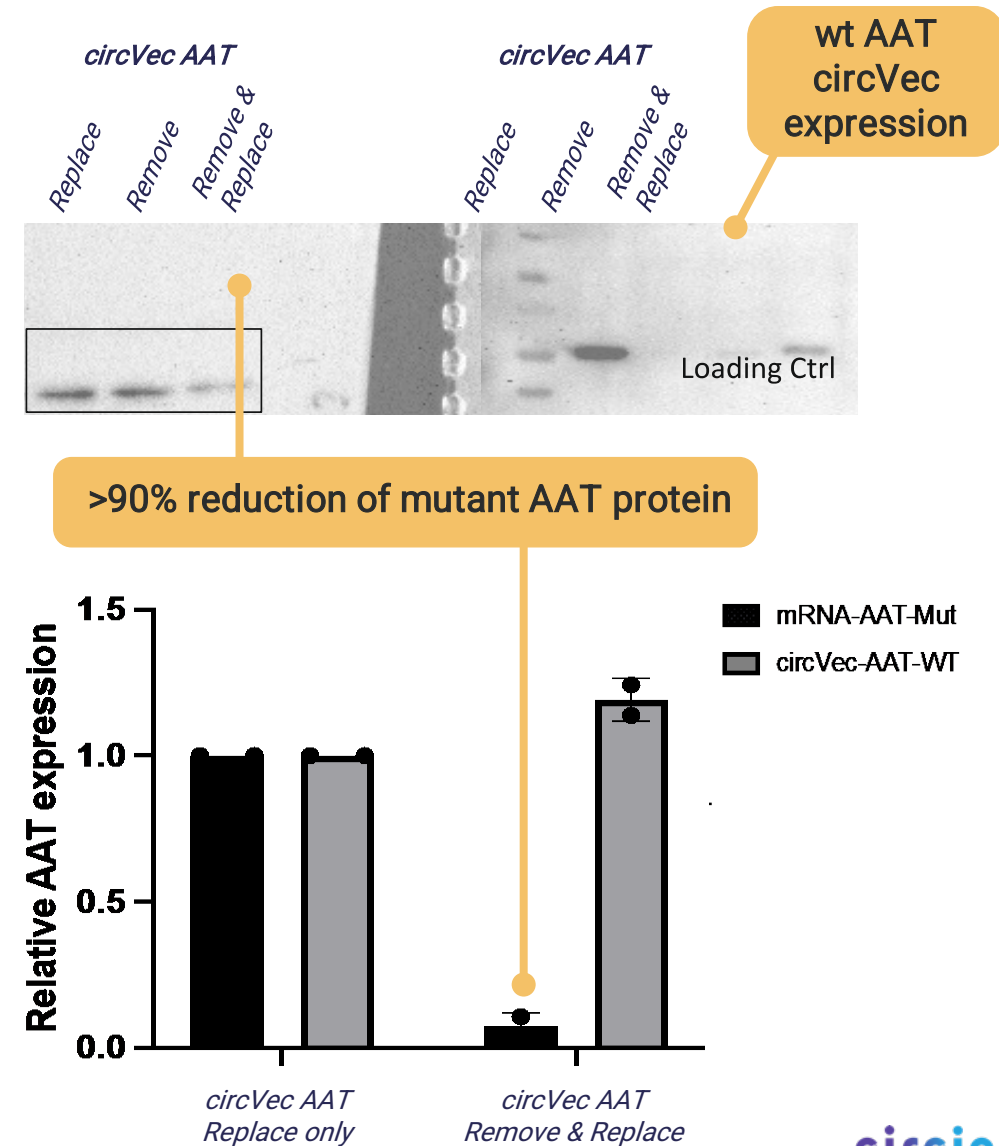 circVec AAT
Replace
Remove
Remove &
Replace
circVec AAT
Replace
Remove
Remove &
Replace
wt AAT
circVec
expression
Loading Ctrl
>90% reduction of mutant AAT protein
Relative AAT expression
1.5
1.0
0.5
0.0
mRNA-AAT-Mut
circVec-AAT-WT
circVec AAT
Replace only
circVec AAT
Remove & Replace